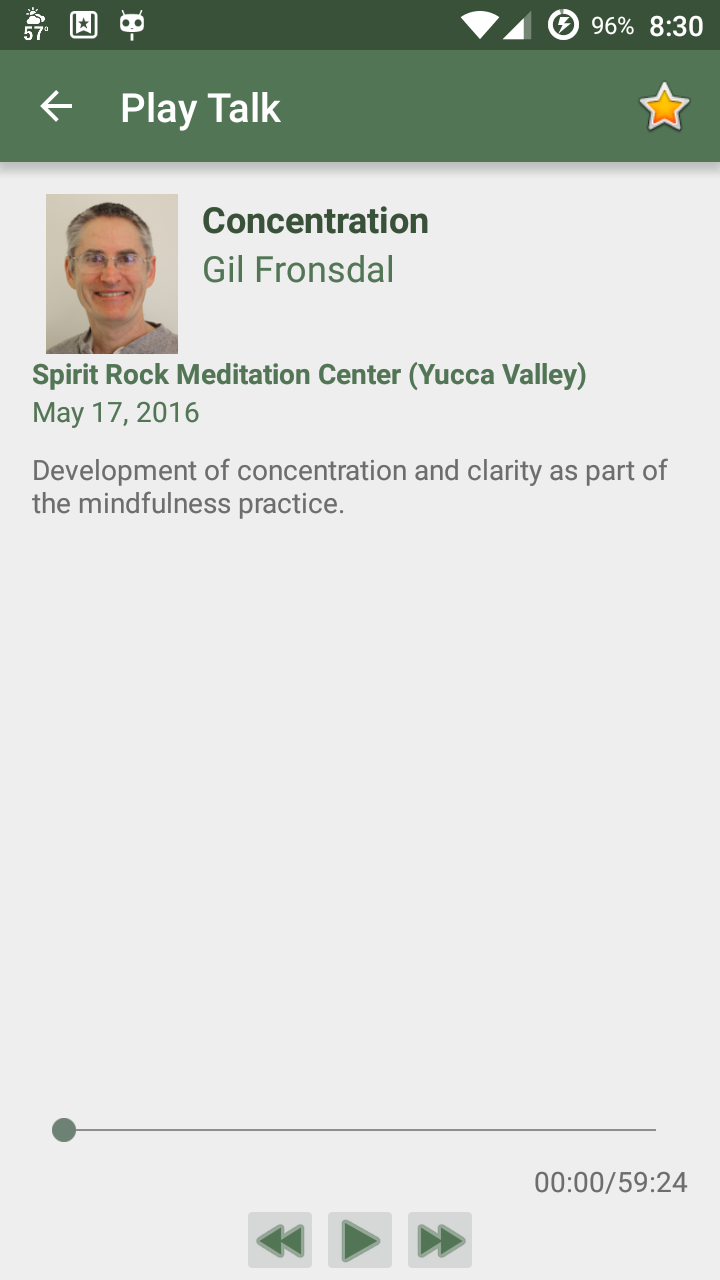 57°
96% 8:30
Play Talk
Concentration
Gil Fronsdal
Spirit Rock Meditation Center (Yucca Valley)
May 17, 2016
Development of concentration and clarity as part of
the mindfulness practice.
00:00/59:24